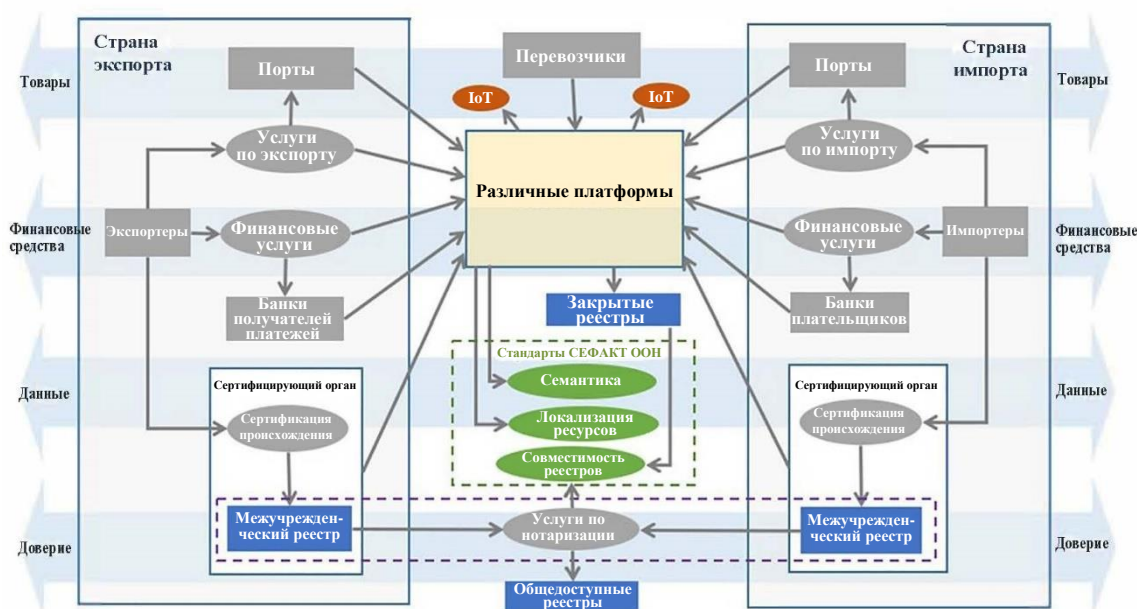 Страна
экспорта
Страна
импорта
Перевозчики
Порты
Порты
Товары
Товары
IoT
IoT
Услуги
по экспорту
Услуги
по импорту
Различные платформы
Финансовые
средства
Экспортеры
Финансовые
услуги
Финансовые
услуги
Импортеры
Финансовые
средства
Банки
получателей
платежей
Закрытые
реестры
Банки
плательщиков
Стандарты СЕФАКТ ООН
Семантика
Локализация
ресурсов
Совместимость
реестров
Данные
Данные
Сертифицирующий орган
Сертификация
происхождения
Сертифицирующий орган
Сертификация
происхождения
Межучрежден-
ческий реестр
Услуги по
нотаризации
Межучрежден-
ческий реестр
Доверие
Доверие
Общедоступные
реестры